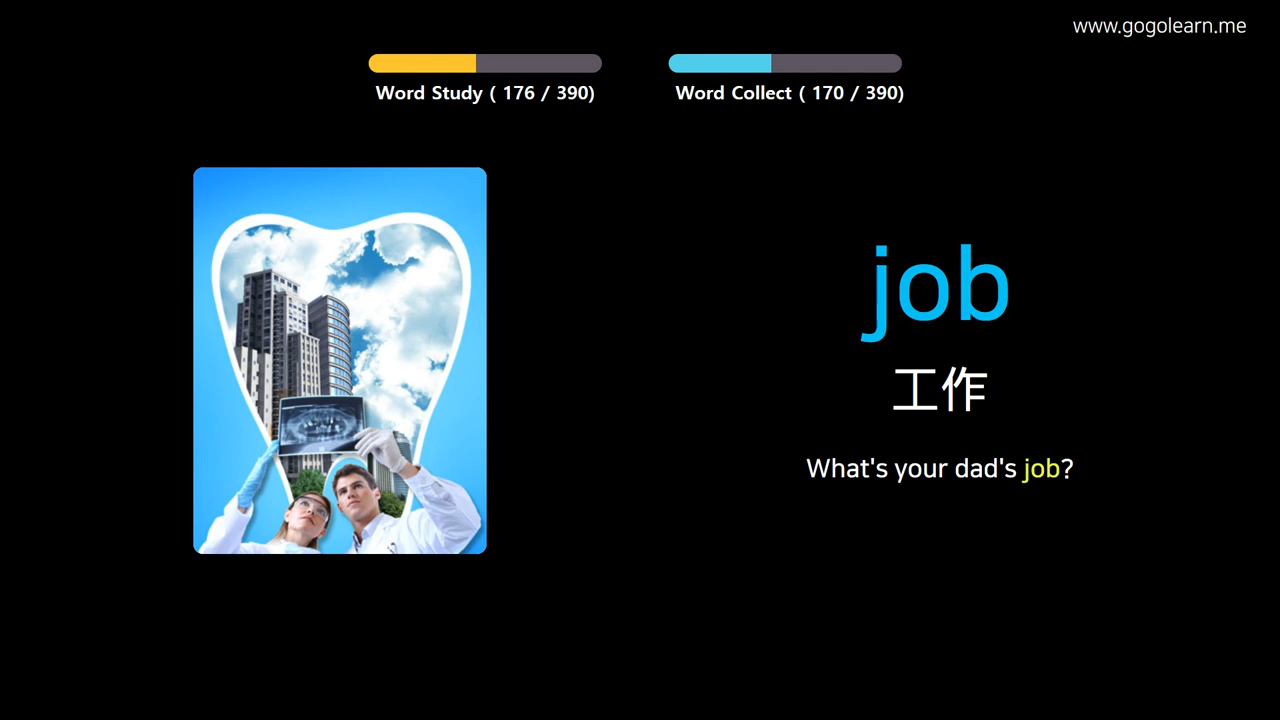 www.gogolearn.me
Word Study ( 176 / 390)
Word Collect ( 170 / 390)
job
工作
What's your dad's job?